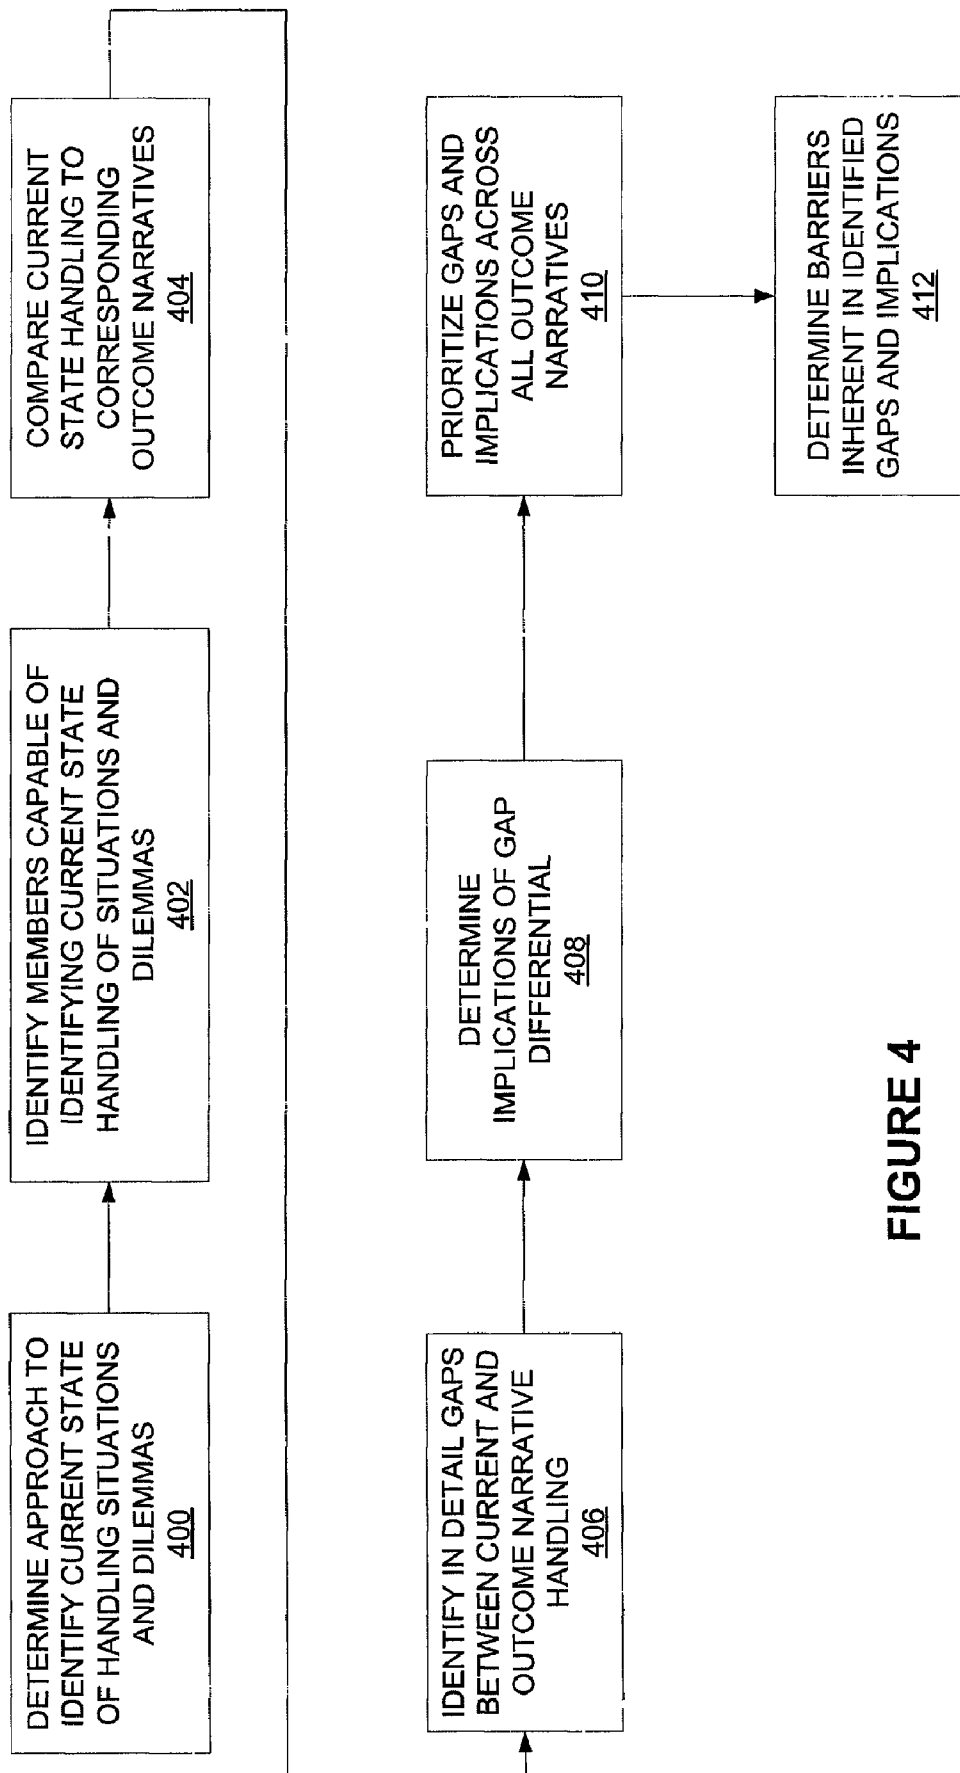 DETERMINE APPROACH TO
IDENTIFY CURRENT STATE
OF HANDLING SITUATIONS
AND DILEMMAS
400
IDENTIFY MEMBERS CAPABLE OF
IDENTIFYING CURRENT STATE
HANDLING OF SITUATIONS AND
DILEMMAS
402
COMPARE CURRENT
STATE HANDLING TO
CORRESPONDING
OUTCOME NARRATIVES
404
IDENTIFY IN DETAIL GAPS
BETWEEN CURRENT AND
OUTCOME NARRATIVE
HANDLING
406
DETERMINE
IMPLICATIONS OF GAP
DIFFERENTIAL
408
PRIORITIZE GAPS AND
IMPLICATIONS ACROSS
ALL OUTCOME
NARRATIVES
410
DETERMINE BARRIERS
INHERENT IN IDENTIFIED
GAPS AND IMPLICATIONS
412
FIGURE 4